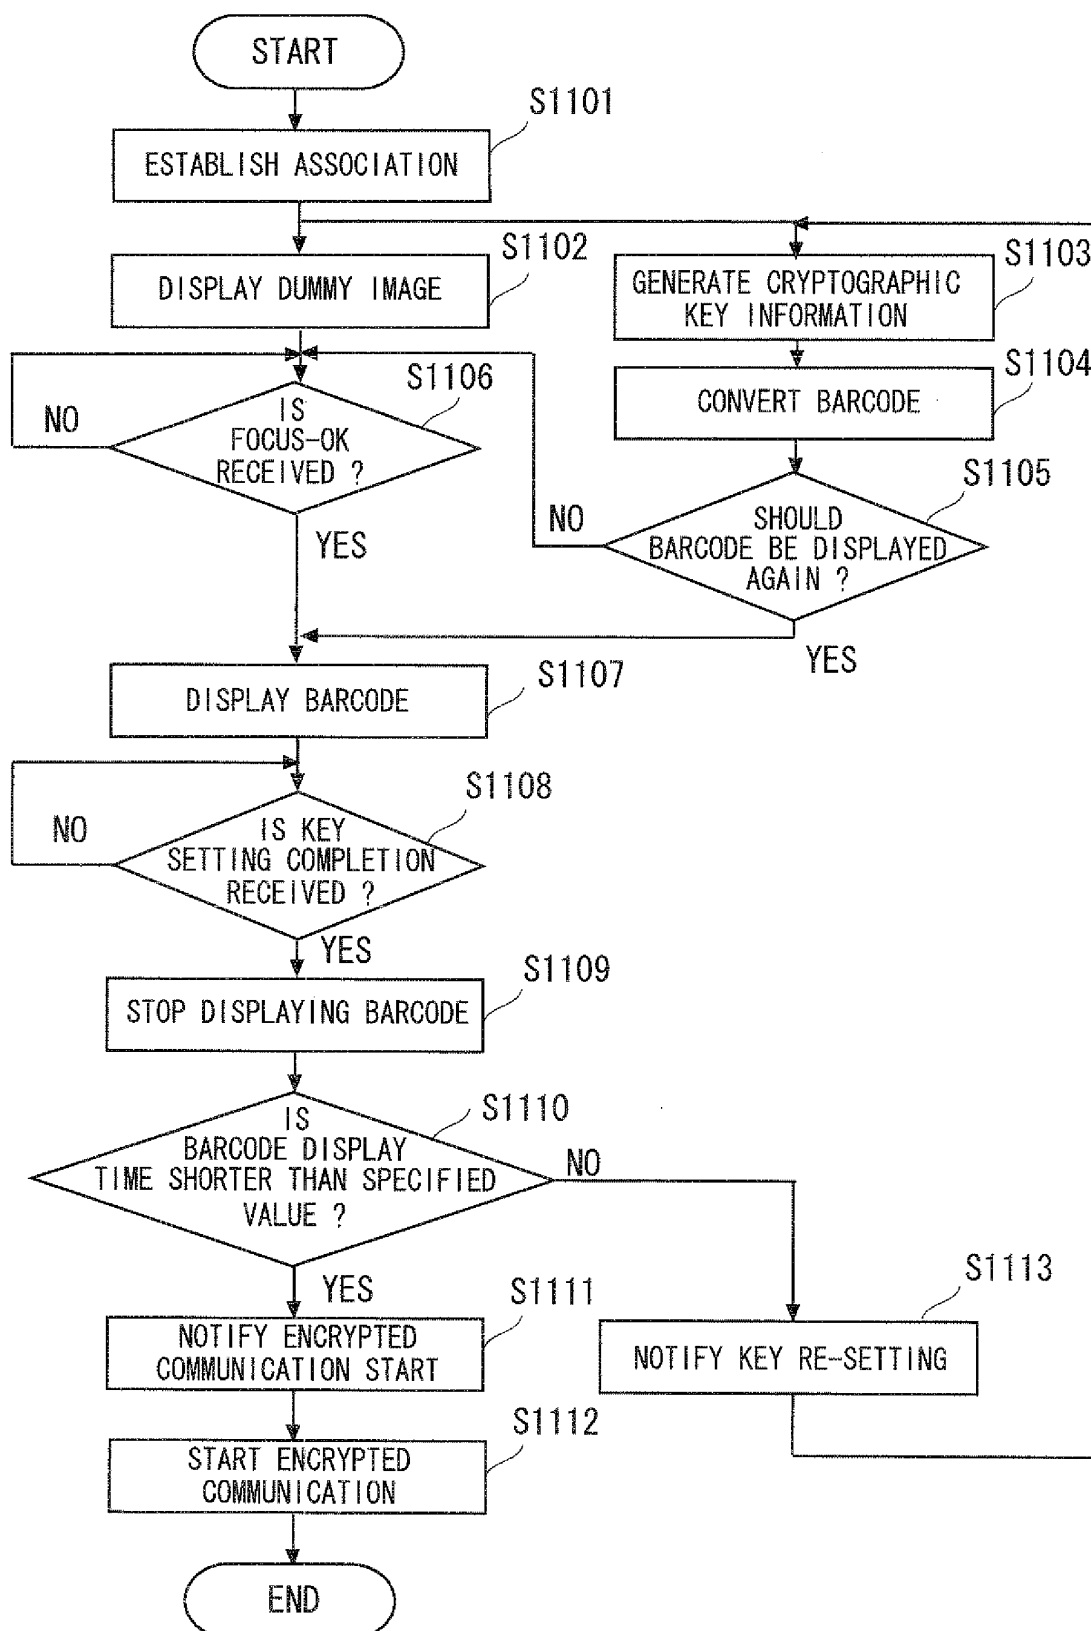 START
S1101
ESTABLISH ASSOCIATION
S1102
DISPLAY DUMMY IMAGE
S1103
GENERATE CRYPTOGRAPHIC
KEY INFORMATION
S1104
CONVERT BARCODE
S1106
IS
FOCUS-OK
RECEIVED ?
NO
YES
S1105
SHOULD
BARCODE BE DISPLAYED
AGAIN ?
NO
YES
S1107
DISPLAY BARCODE
S1108
IS KEY
SETTING COMPLETION
RECEIVED ?
NO
YES
S1109
STOP DISPLAYING BARCODE
S1110
IS
BARCODE DISPLAY
TIME SHORTER THAN SPECIFIED
VALUE ?
NO
YES
S1111
NOTIFY ENCRYPTED
COMMUNICATION START
S1113
NOTIFY KEY RE-SETTING
S1112
START ENCRYPTED
COMMUNICATION
END